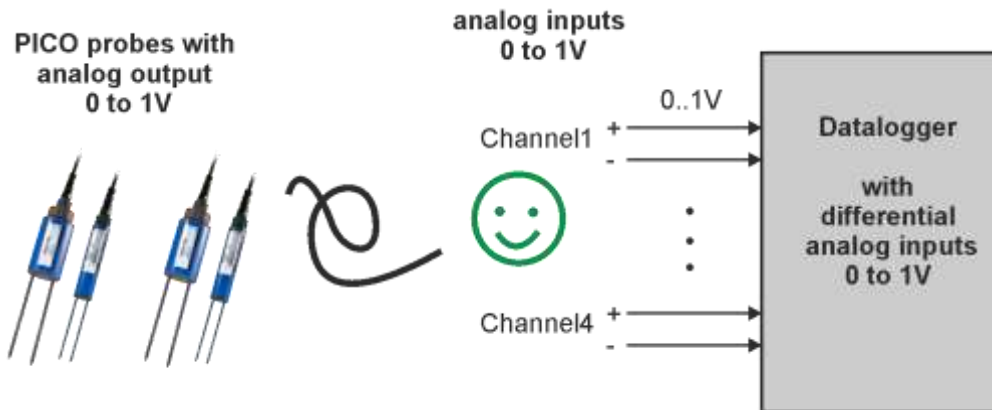 PICO probes with
analog output
0 to 1V
analog inputs
0 to 1V
0..1V
Channel1 +
-
Channel4 +
-
Datalogger
with
differential
analog inputs
0 to 1V